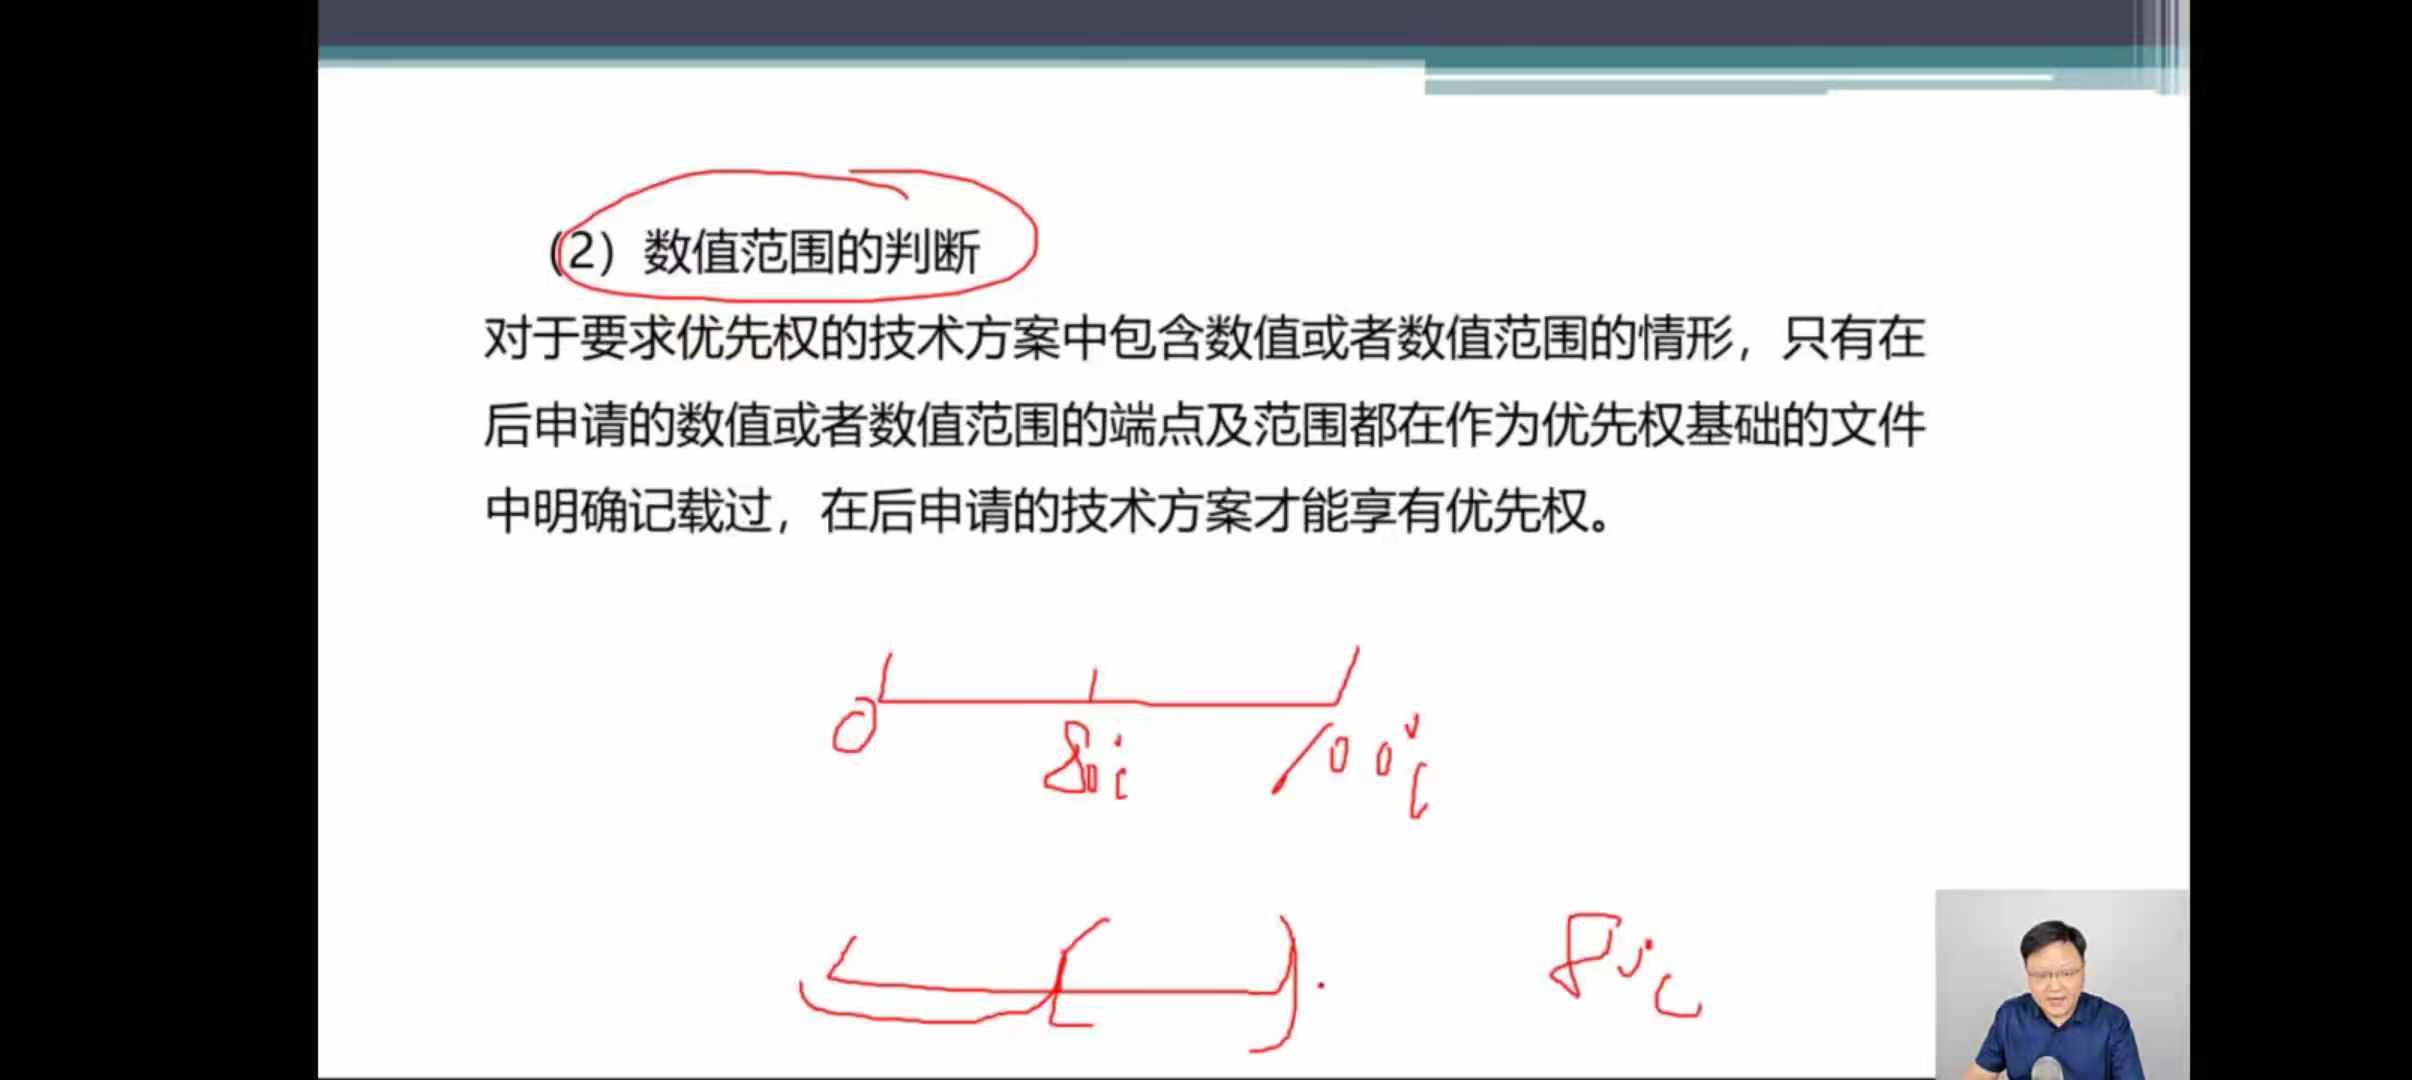 （2）数值范围的判断
对于要求优先权的技术方案中包含数值或者数值范围的情形，只有在
后申请的数值或者数值范围的端点及范围都在作为优先权基础的文件
中明确记载过，在后申请的技术方案才能享有优先权。
0